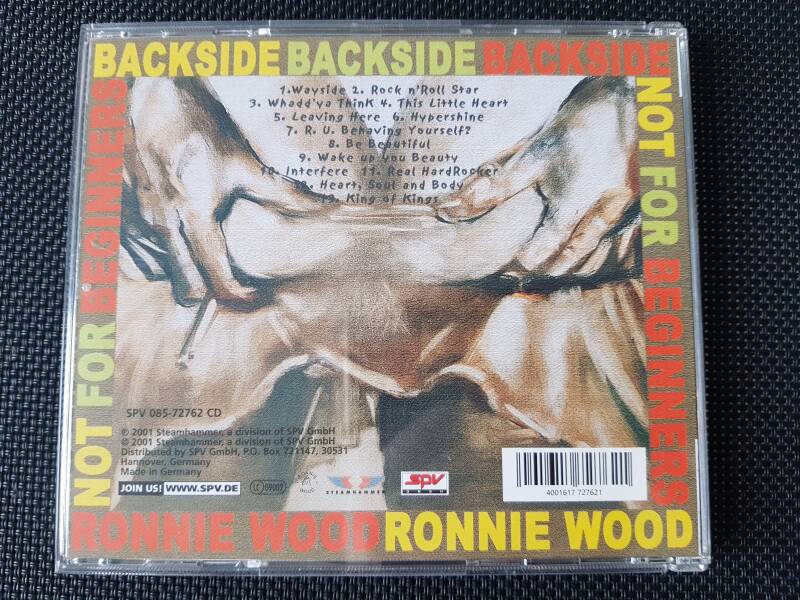 BACKSIDE BACKSIDE BACKSIDE
NOT FOR BEGINNERS
NOT FOR BEGINNERS
1.Wayside 2. Rock n'Roll Star
3. Whadd'ya Think 4. This Little Heart
5. Leaving Here 6. Hypershine
7. R. U. Behaving Yourself?
8. Be Beautiful
9. Wake up you Beauty
10. Interfere 11. Real HardRocker
12. Heart, Soul and Body
13. King of Kings
SPV 085-72762 CD
℗ 2001 Steamhammer, a division of SPV GmbH
© 2001 Steamhammer, a division of SPV GmbH
Distributed by SPV GmbH, P.O. Box 721147, 30531
Hannover, Germany
Made in Germany
JOIN US! WWW.SPV.DE LC 09002 STEAMHAMMER SPV
4001617 727621
RONNIE WOOD RONNIE WOOD